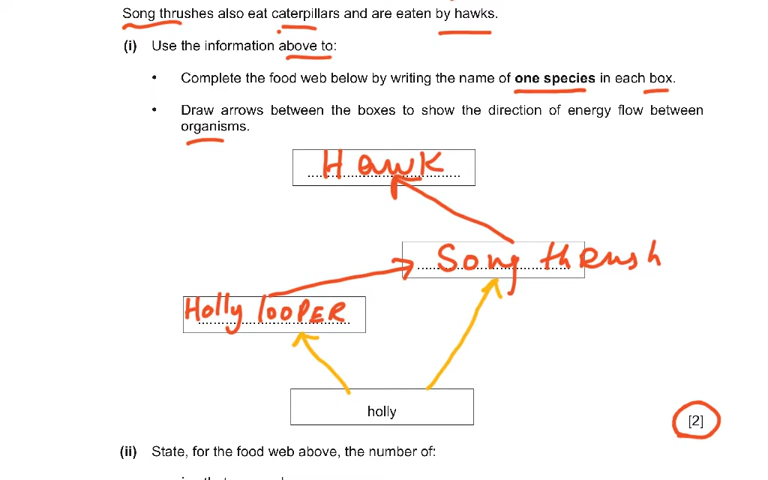 Song thrushes also eat caterpillars and are eaten by hawks.
(i) Use the information above to:
• Complete the food web below by writing the name of one species in each box.
• Draw arrows between the boxes to show the direction of energy flow between
organisms.
Hawk
Song thrush
Holly looper
holly
[2]
(ii) State, for the food web above, the number of: